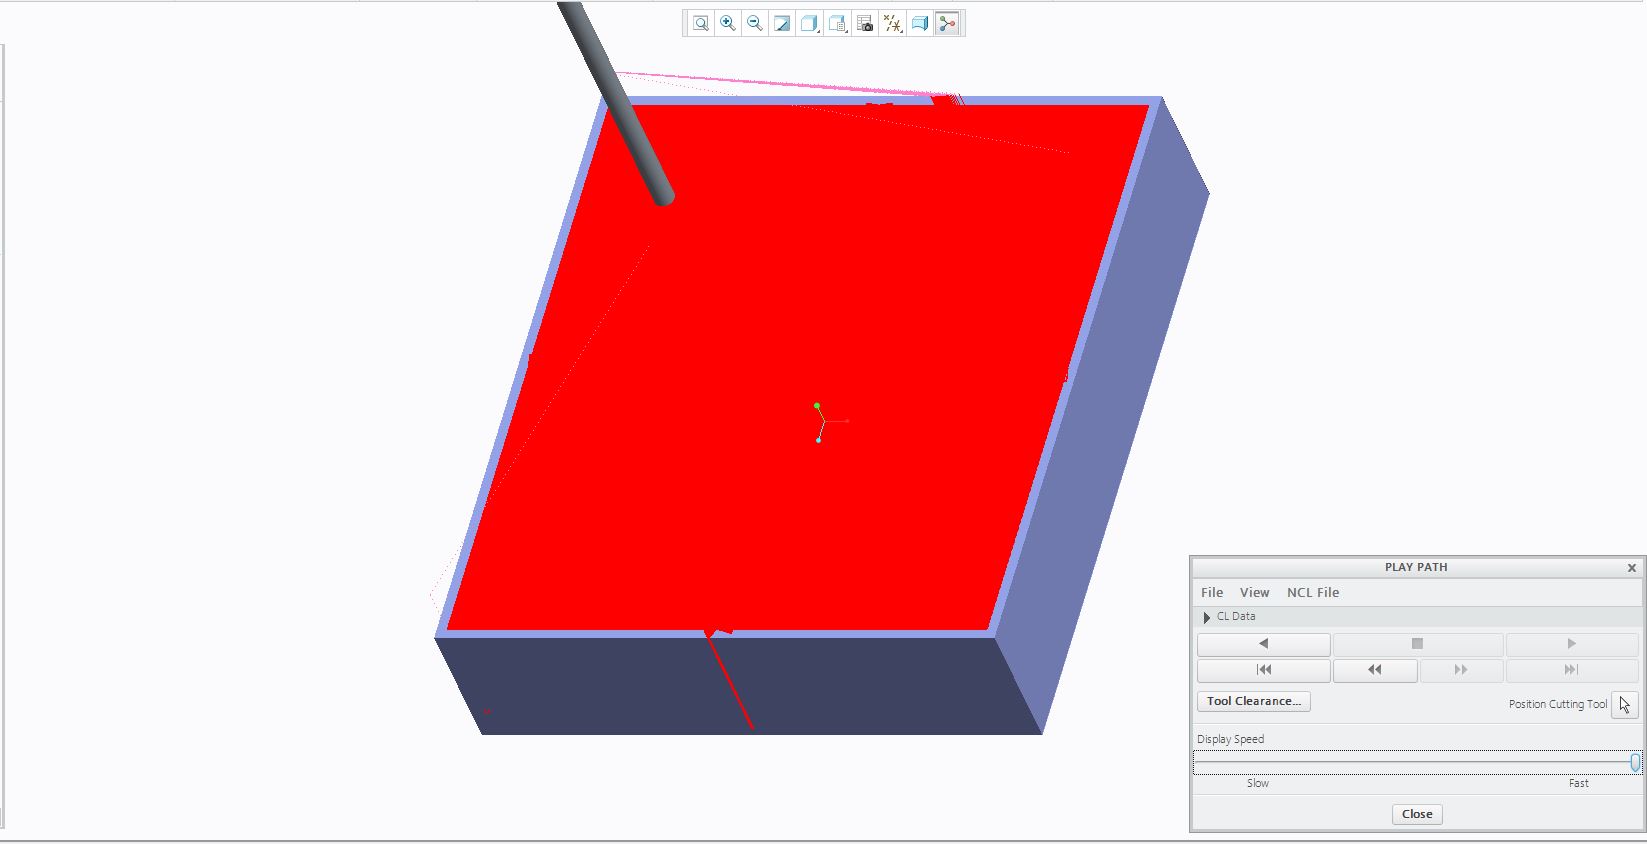 PLAY PATH x
File View NCL File
CL Data
Tool Clearance...
Position Cutting Tool
Display Speed
Slow Fast
Close